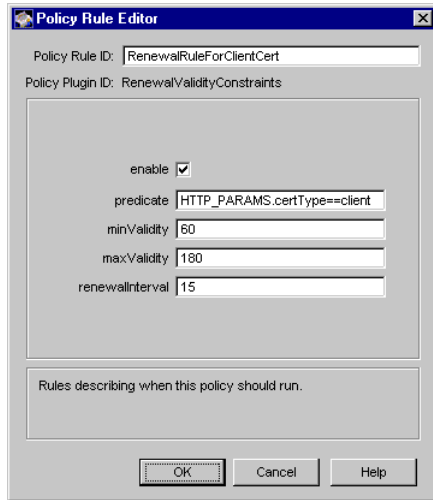 Policy Rule Editor
Policy Rule ID: RenewalRuleForClientCert
Policy Plugin ID: RenewalValidityConstraints
enable
predicate HTTP_PARAMS.certType==client
minValidity 60
maxValidity 180
renewalInterval 15
Rules describing when this policy should run.
OK Cancel Help